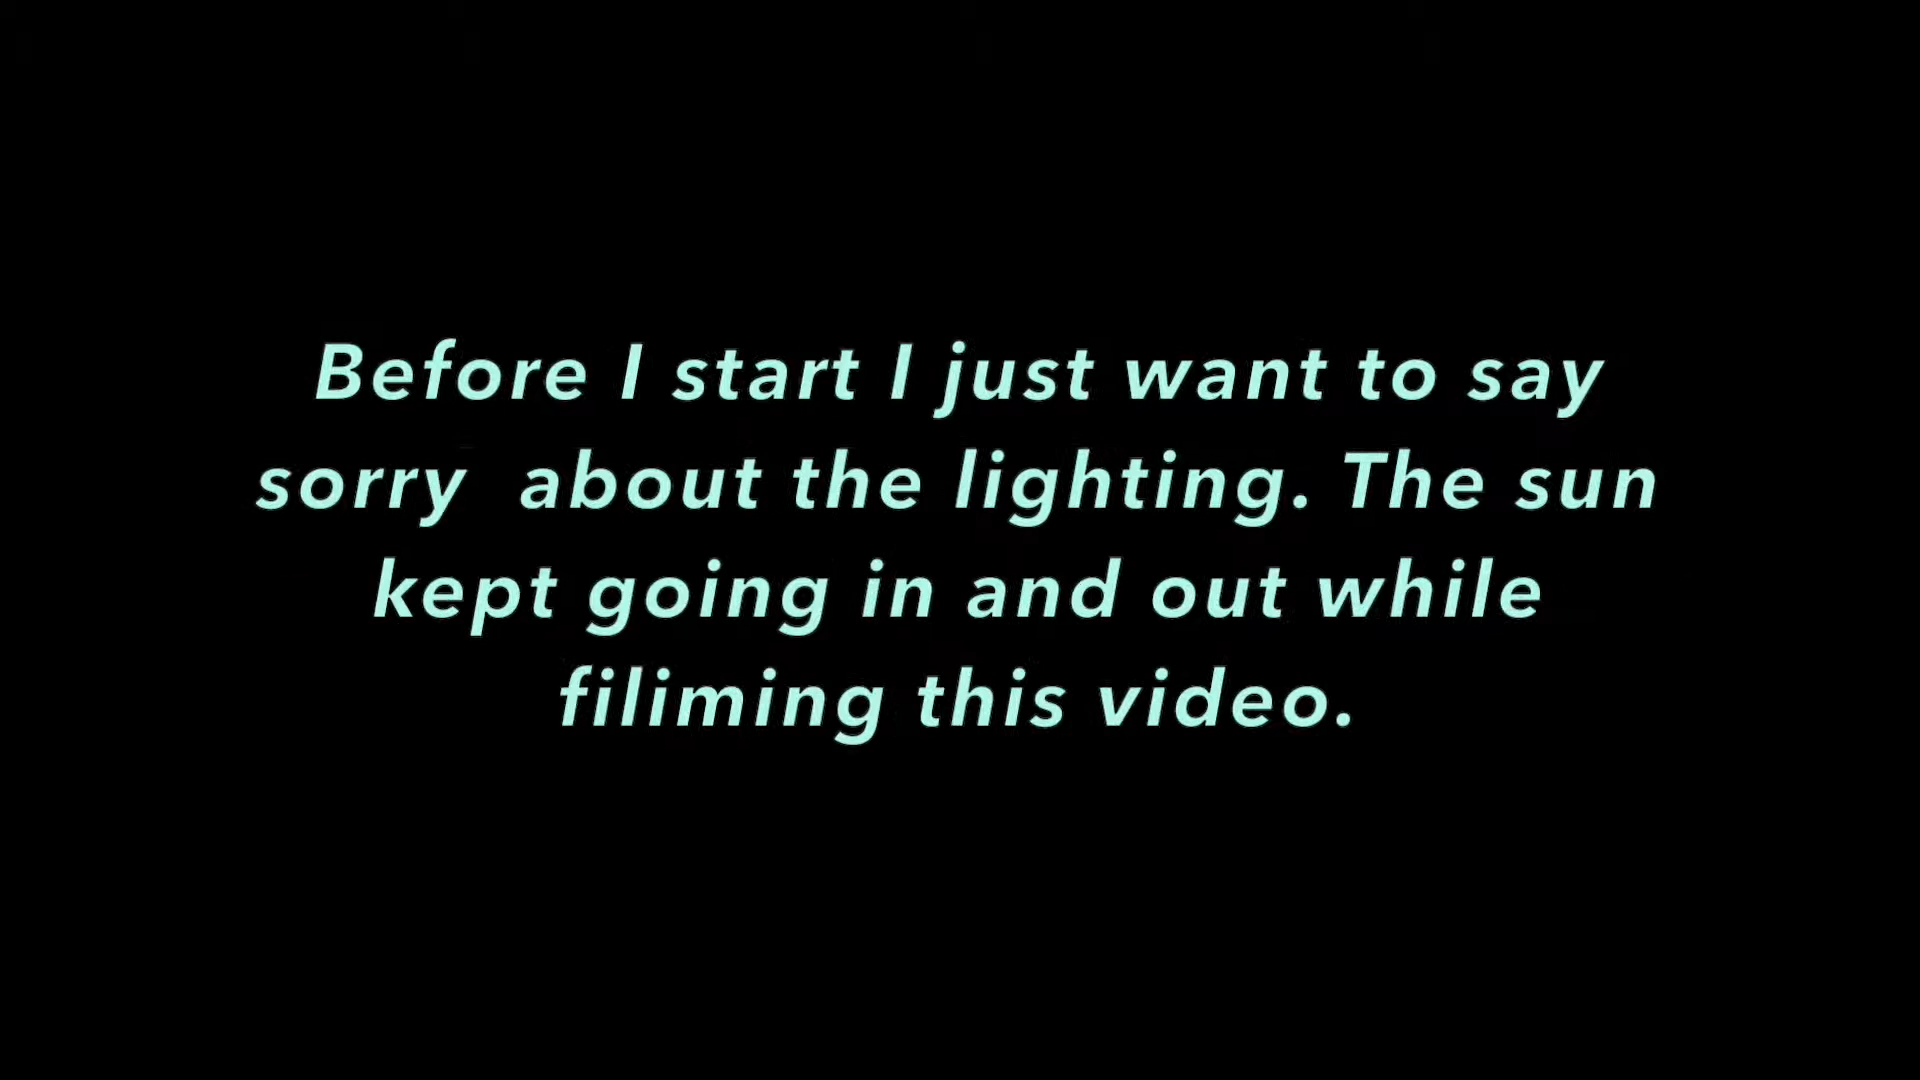 Before I start I just want to say
sorry  about the lighting. The sun
kept going in and out while
filiming this video.